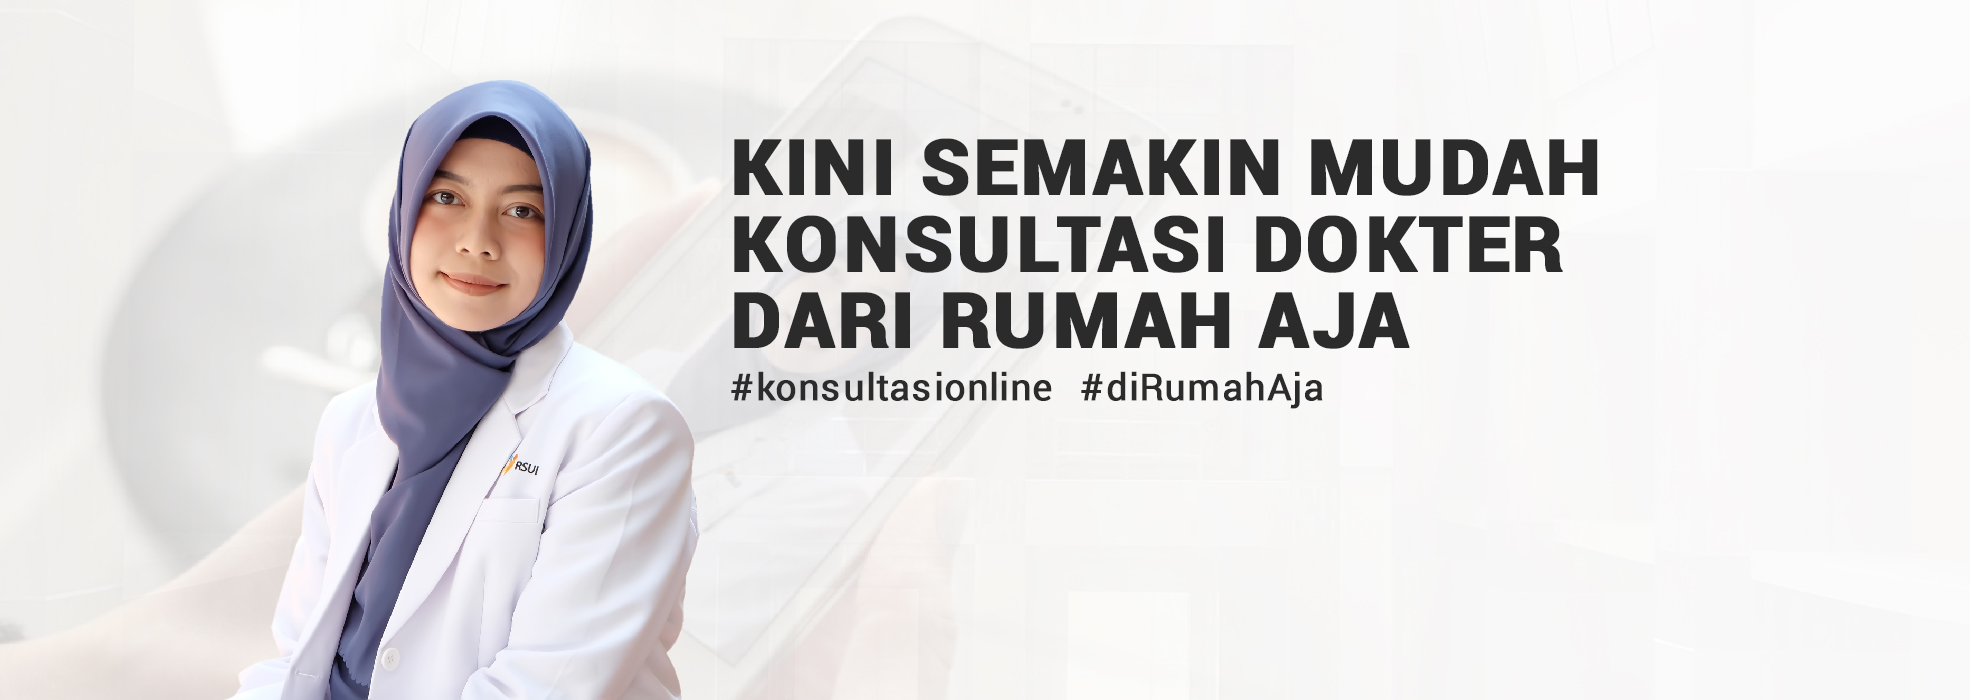 KINI SEMAKIN MUDAH
KONSULTASI DOKTER
DARI RUMAH AJA
#konsultasionline #diRumahAja
RSUI